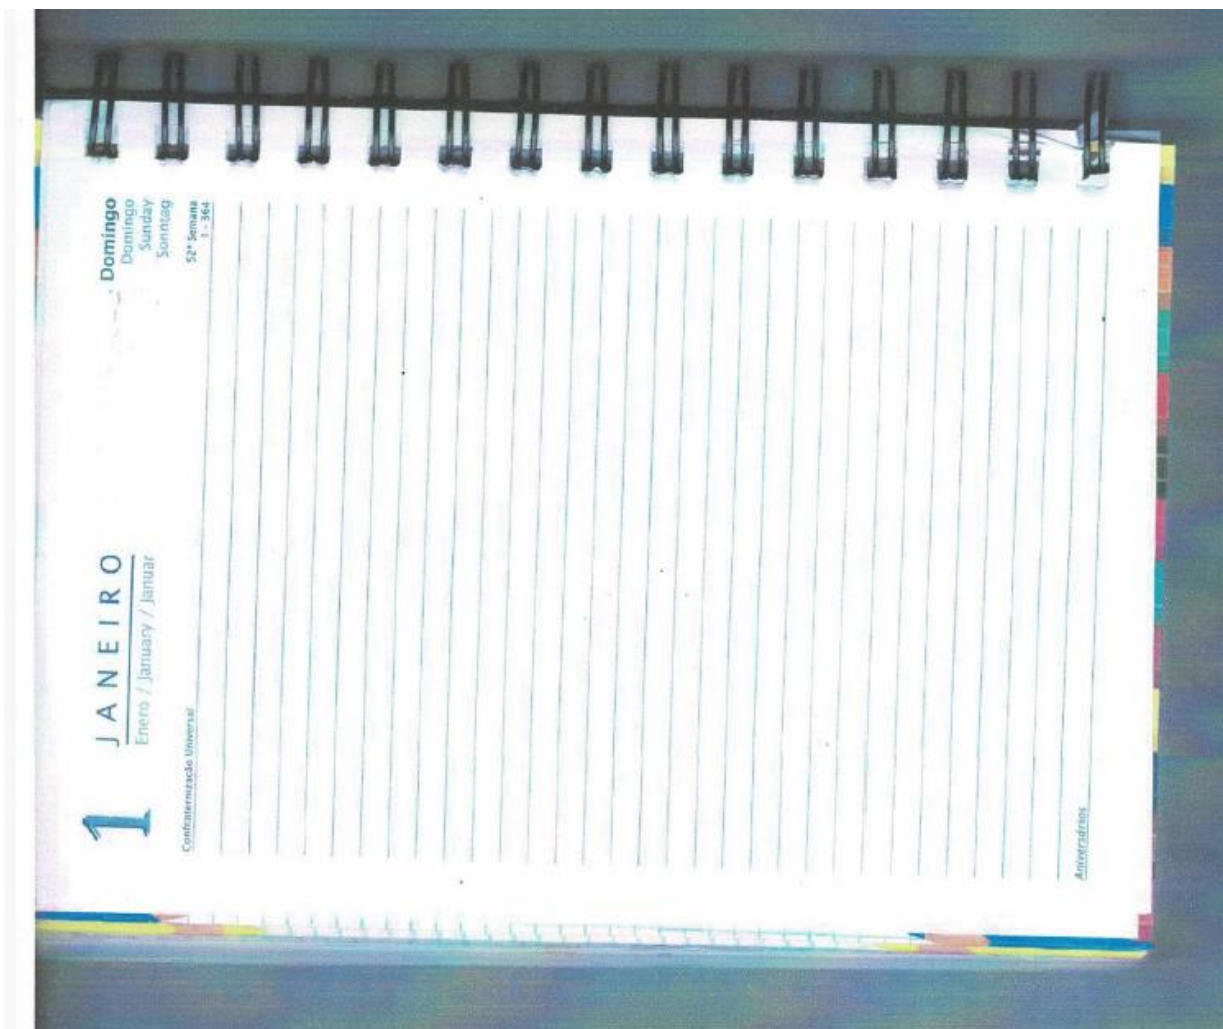 1
JANEIRO
Enero / January / Januar
Domingo
Domingo
Sunday
Sonntag
52ª Semana
1 - 364
Confraternização Universal
Aniversários